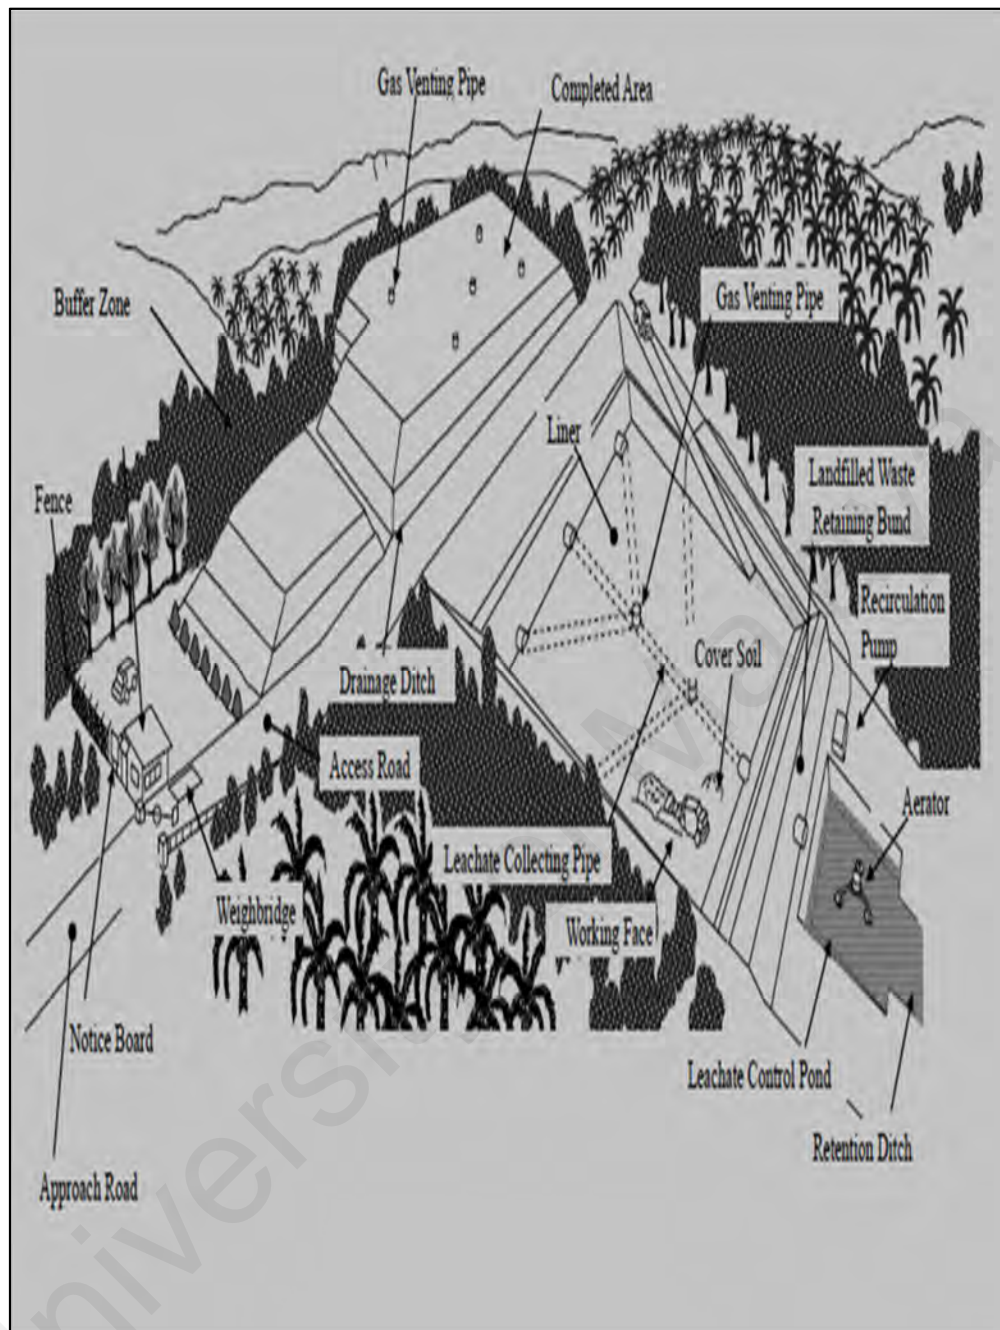 Gas Venting Pipe
Completed Area
Buffer Zone
Gas Venting Pipe
Liner
Landfilled Waste
Retaining Bund
Fence
Recirculation
Pump
Cover Soil
Drainage Ditch
Access Road
Aerator
Leachate Collecting Pipe
Weighbridge
Working Face
Notice Board
Leachate Control Pond
Retention Ditch
Approach Road